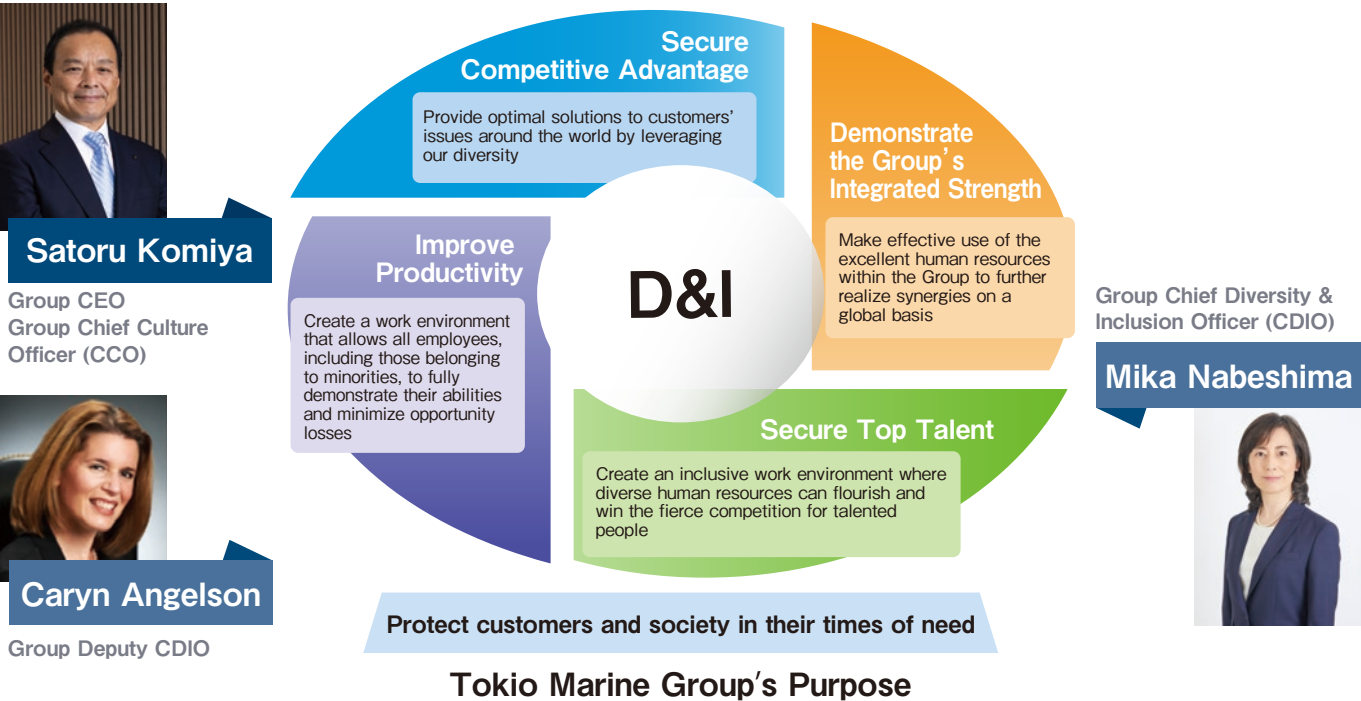 Secure
Competitive Advantage
Provide optimal solutions to customers’
issues around the world by leveraging
our diversity
Demonstrate
the Group’s
Integrated Strength
Make effective use of the
excellent human resources
within the Group to further
realize synergies on a
global basis
Satoru Komiya
Group CEO
Group Chief Culture
Officer (CCO)
Improve
Productivity
Create a work environment
that allows all employees,
including those belonging
to minorities, to fully
demonstrate their abilities
and minimize opportunity
losses
D&I
Group Chief Diversity &
Inclusion Officer (CDIO)
Mika Nabeshima
Secure Top Talent
Create an inclusive work environment where
diverse human resources can flourish and
win the fierce competition for talented
people
Caryn Angelson
Group Deputy CDIO
Protect customers and society in their times of need
Tokio Marine Group's Purpose